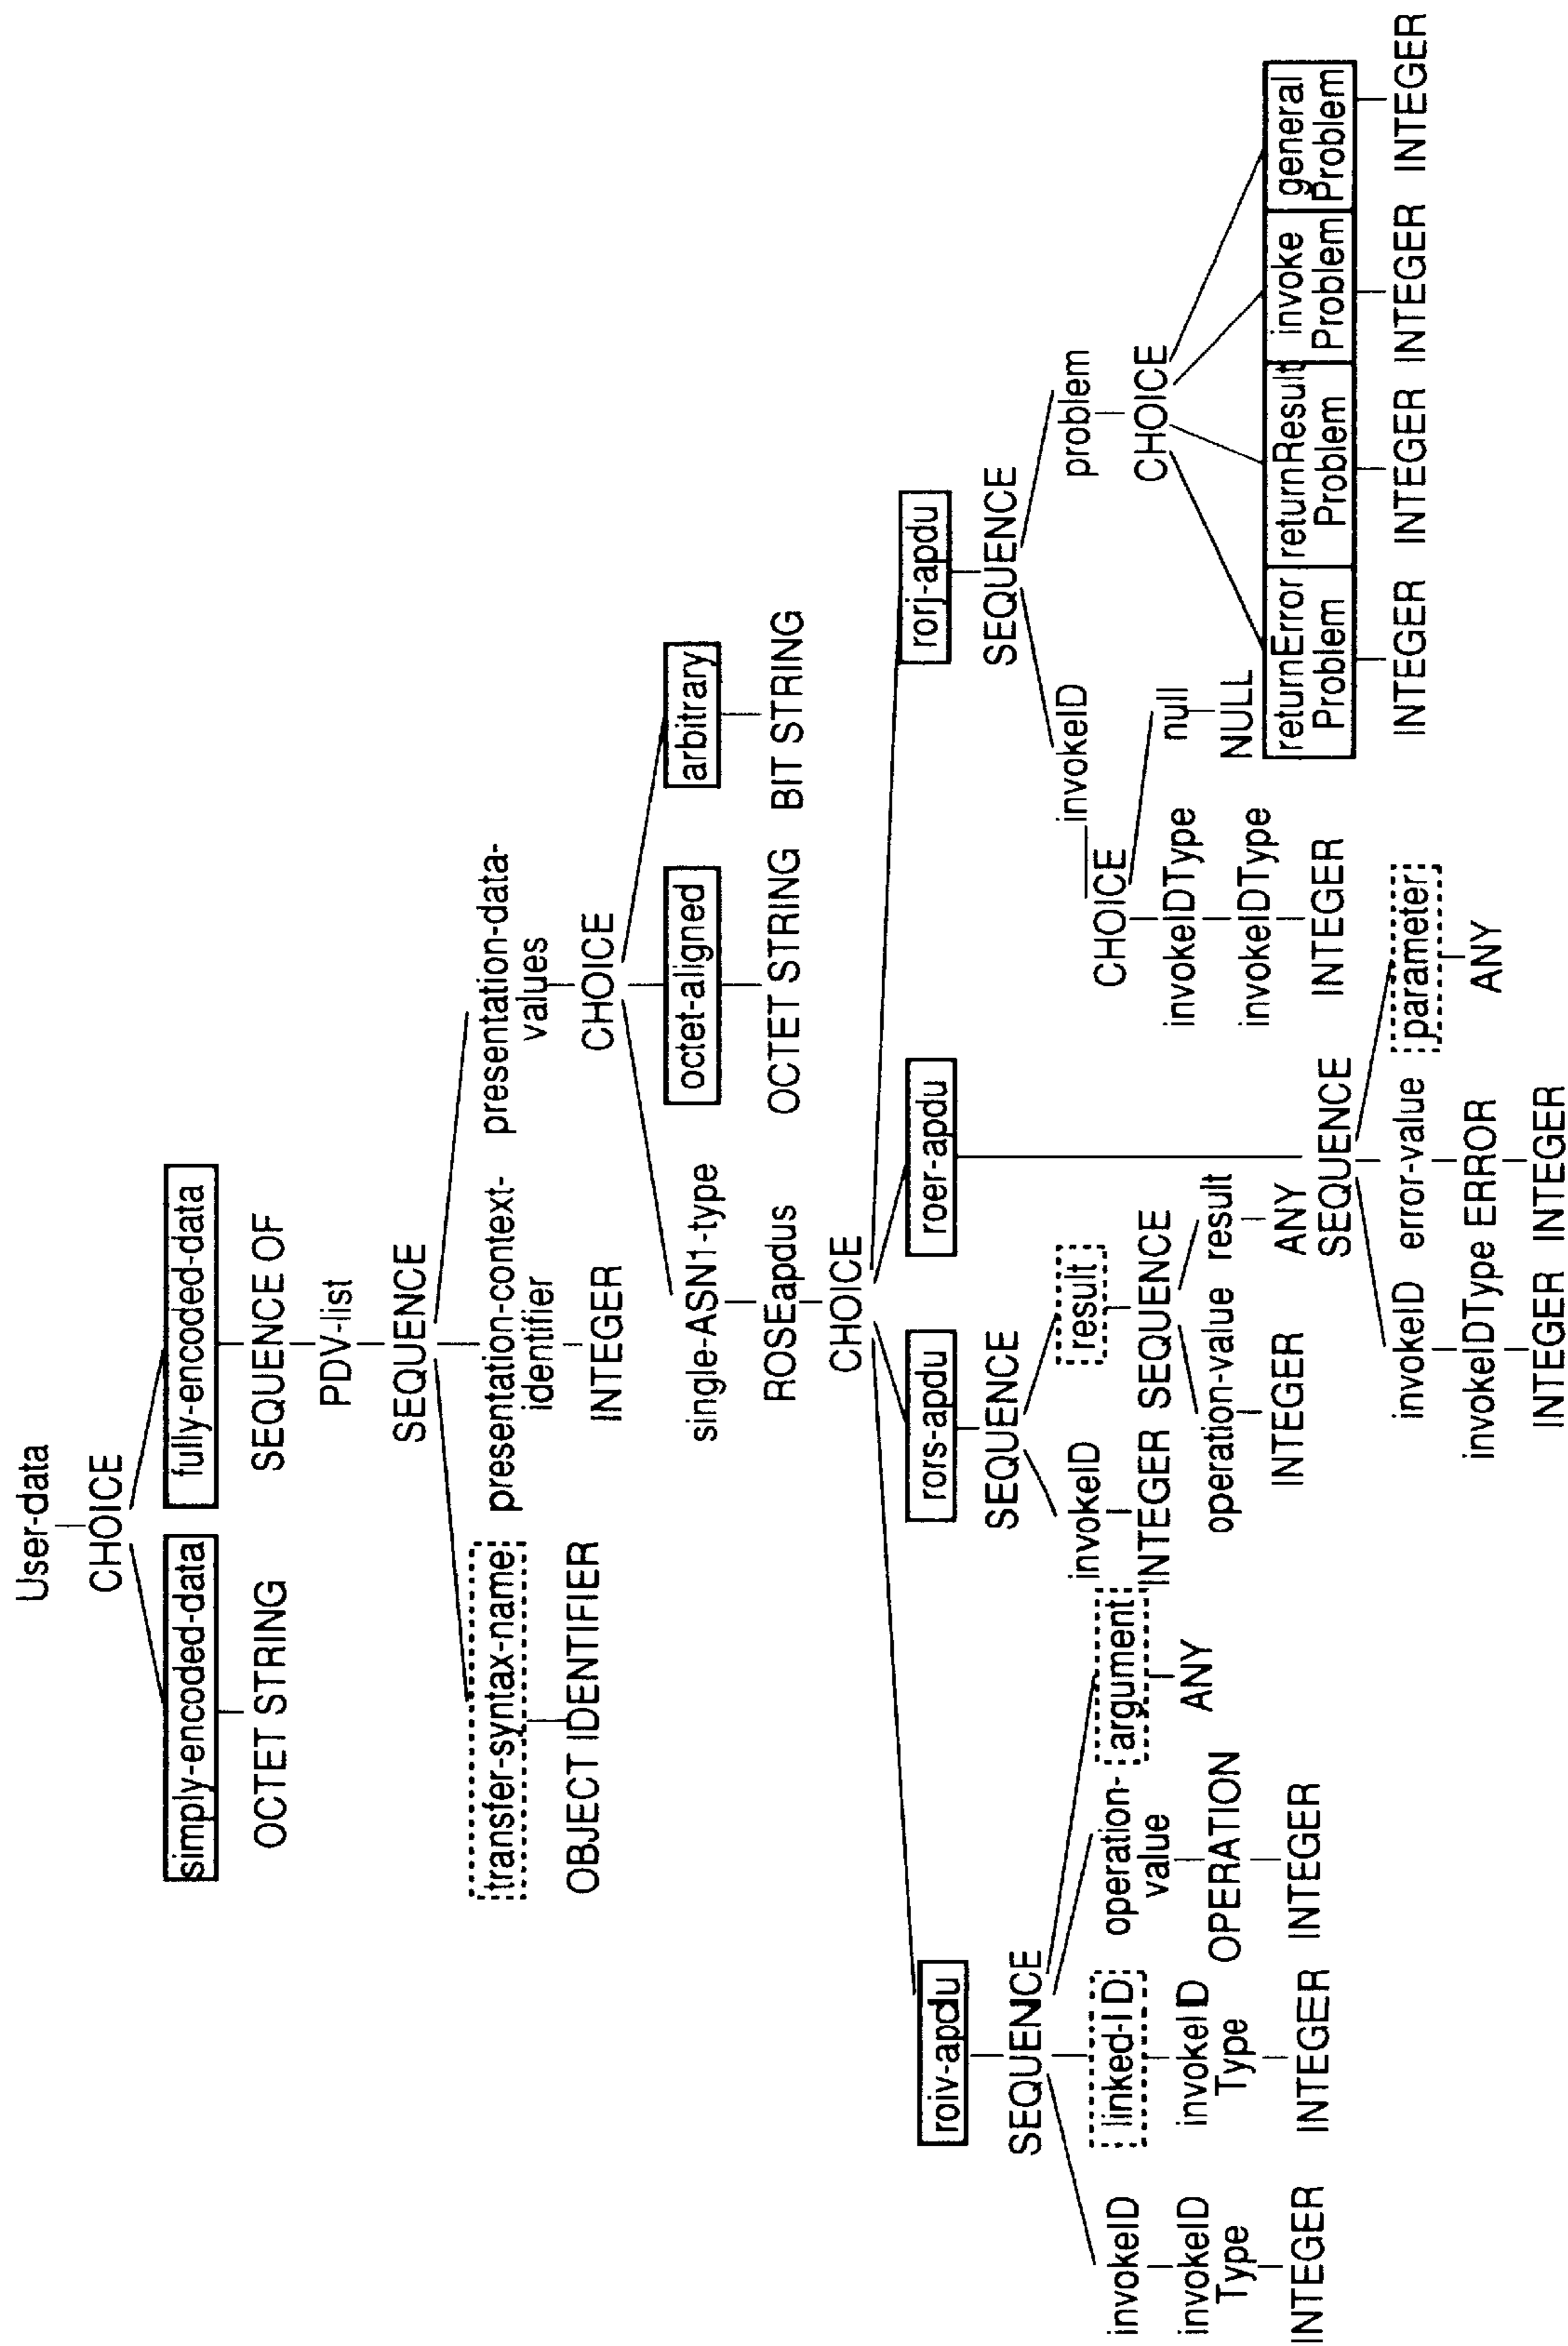 User-data
CHOICE
simply-encoded-data
fully-encoded-data
OCTET STRING
SEQUENCE OF
PDV-list
SEQUENCE
transfer-syntax-name
presentation-context-
identifier
presentation-data-
values
OBJECT IDENTIFIER
INTEGER
CHOICE
single-ASN1-type
octet-aligned
arbitrary
ROSEapdus
OCTET STRING
BIT STRING
CHOICE
roiv-apdu
rors-apdu
roer-apdu
rorj-apdu
SEQUENCE
invokeID
linked-ID
operation-
value
argument
invokeID
Type
invokeID
Type
OPERATION
ANY
INTEGER
INTEGER
INTEGER
SEQUENCE
invokeID
result
INTEGER
SEQUENCE
operation-value
result
INTEGER
ANY
SEQUENCE
invokeID
error-value
parameter
invokeIDType
ERROR
ANY
INTEGER
INTEGER
SEQUENCE
invokeID
problem
CHOICE
null
CHOICE
invokeIDType
NULL
invokeIDType
INTEGER
returnError
Problem
returnResult
Problem
invoke
Problem
general
Problem
INTEGER
INTEGER
INTEGER
INTEGER